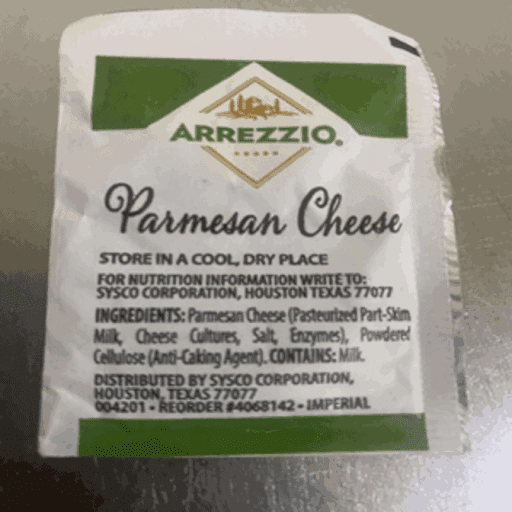 ARREZZIO®
Parmesan Cheese
STORE IN A COOL, DRY PLACE
FOR NUTRITION INFORMATION WRITE TO:
SYSCO CORPORATION, HOUSTON TEXAS 77077
INGREDIENTS: Parmesan Cheese (Pasteurized Part-Skim
Milk, Cheese Cultures, Salt, Enzymes), Powdered
Cellulose (Anti-Caking Agent). CONTAINS: Milk.
DISTRIBUTED BY SYSCO CORPORATION,
HOUSTON, TEXAS 77077
004201 - REORDER #4068142 - IMPERIAL